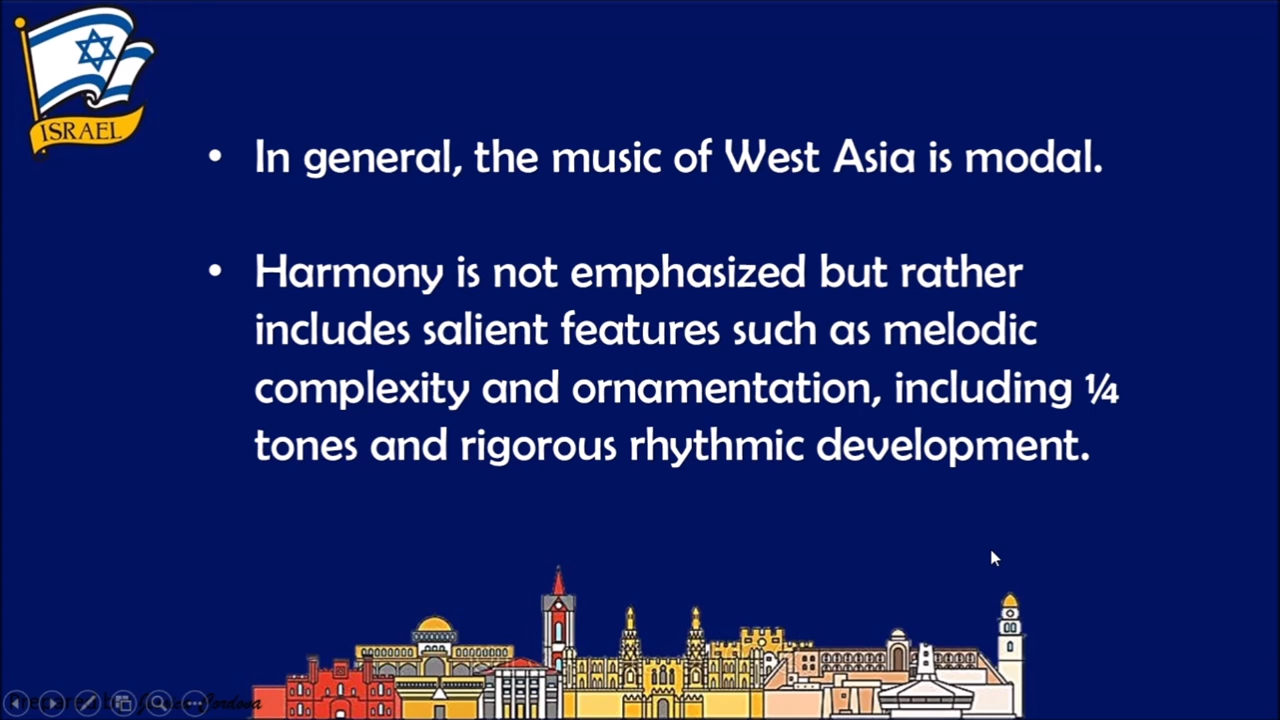 ISRAEL
• In general, the music of West Asia is modal.
• Harmony is not emphasized but rather
includes salient features such as melodic
complexity and ornamentation, including ¼
tones and rigorous rhythmic development.